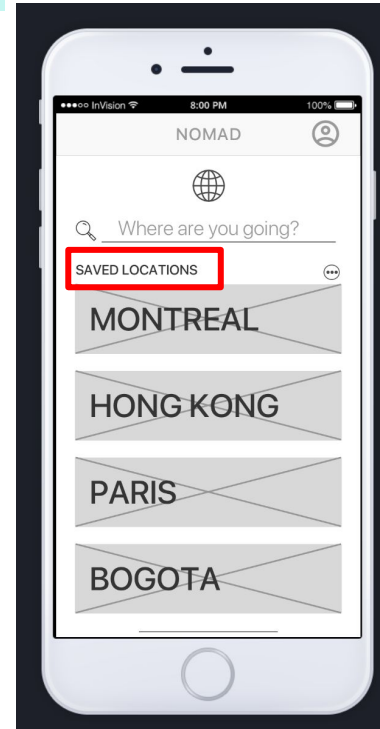 InVision 8:00 PM 100%
NOMAD
Where are you going?
SAVED LOCATIONS
MONTREAL
HONG KONG
PARIS
BOGOTA